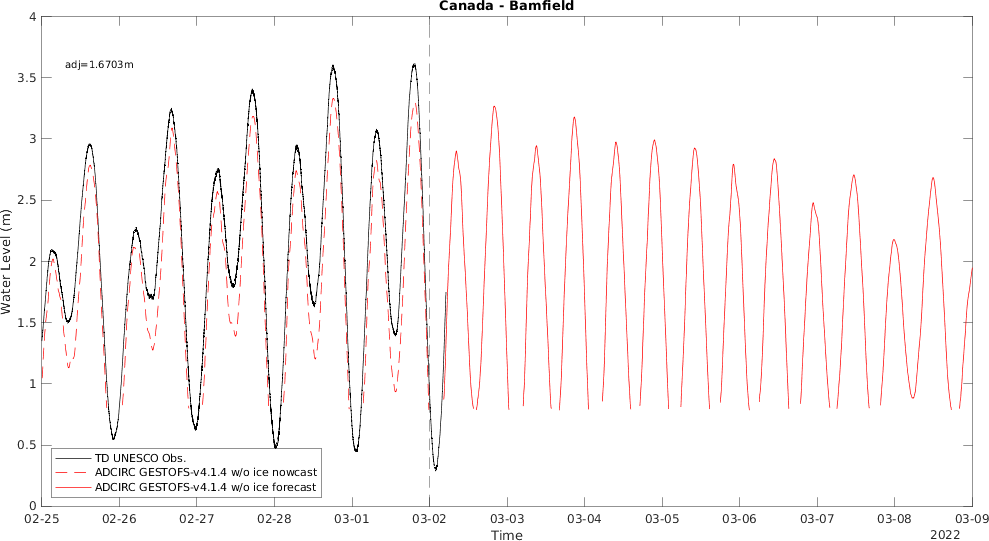 Canada - Bamfield
4
adj=1.6703m
3.5
3
2.5
2
1.5
1
0.5
0
Water Level (m)
TD UNESCO Obs.
ADCIRC GESTOFS-v4.1.4 w/o ice nowcast
ADCIRC GESTOFS-v4.1.4 w/o ice forecast
02-25 02-26 02-27 02-28 03-01 03-02 03-03 03-04 03-05 03-06 03-07 03-08 03-09
Time
2022